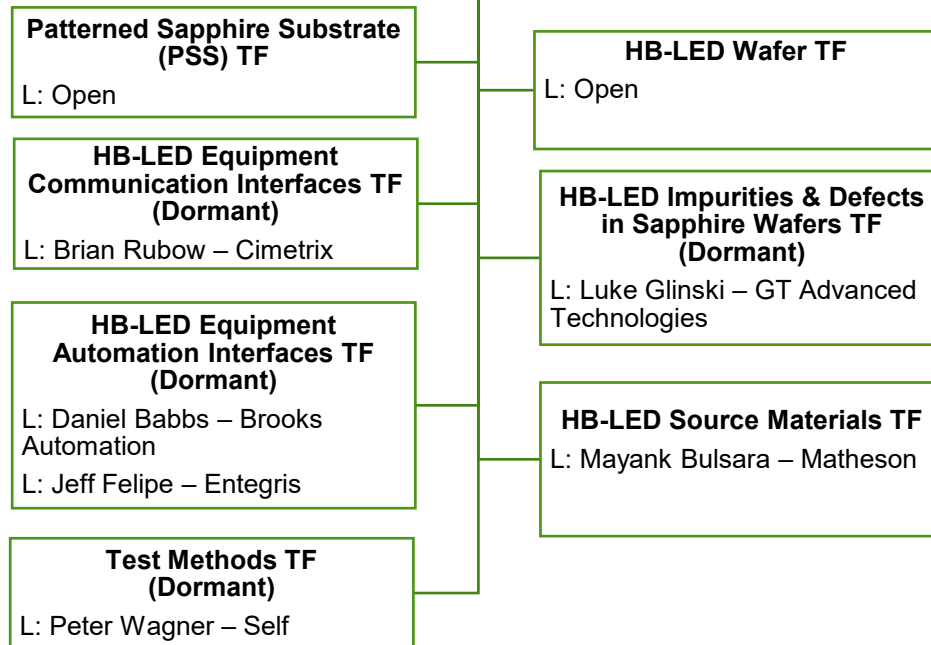 Patterned Sapphire Substrate
(PSS) TF
L: Open
HB-LED Equipment
Communication Interfaces TF
(Dormant)
L: Brian Rubow – Cimetrix
HB-LED Equipment
Automation Interfaces TF
(Dormant)
L: Daniel Babbs – Brooks
Automation
L: Jeff Felipe – Entegris
Test Methods TF
(Dormant)
L: Peter Wagner – Self
HB-LED Wafer TF
L: Open
HB-LED Impurities & Defects
in Sapphire Wafers TF
(Dormant)
L: Luke Glinski – GT Advanced
Technologies
HB-LED Source Materials TF
L: Mayank Bulsara – Matheson